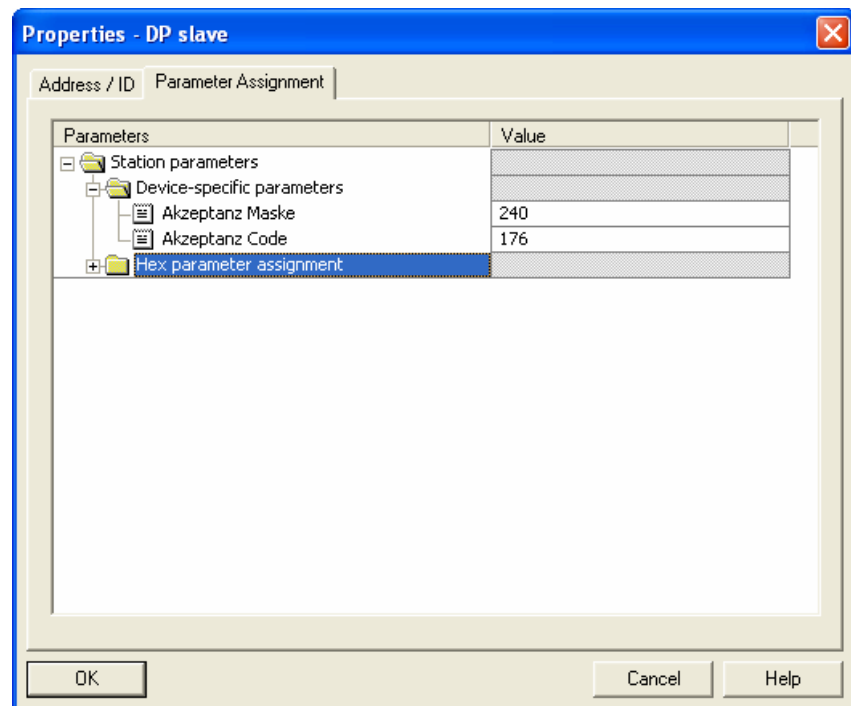 Properties - DP slave
Address / ID Parameter Assignment
Parameters Value
Station parameters
Device-specific parameters
Akzeptanz Maske 240
Akzeptanz Code 176
Hex parameter assignment
OK Cancel Help